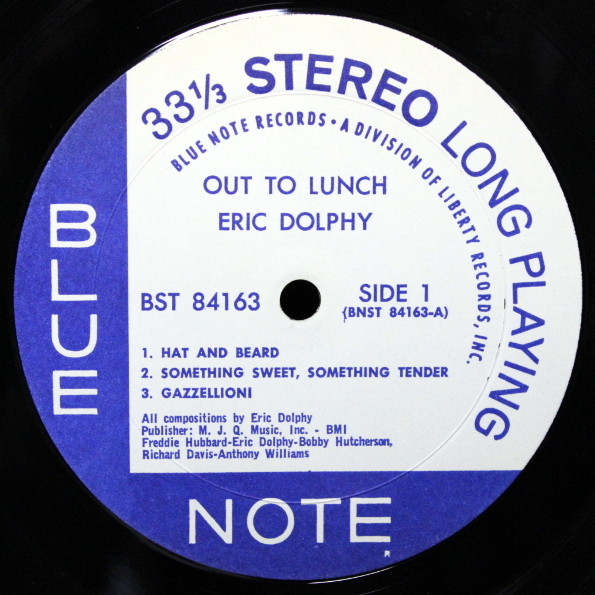 33⅓ STEREO LONG PLAYING
BLUE NOTE RECORDS • A DIVISION OF LIBERTY RECORDS, INC.
OUT TO LUNCH
ERIC DOLPHY
BLUE
BST 84163
SIDE 1
(BNST 84163-A)
1. HAT AND BEARD
2. SOMETHING SWEET, SOMETHING TENDER
3. GAZZELLIONI
All compositions by Eric Dolphy
Publisher: M. J. Q. Music, Inc. - BMI
Freddie Hubbard-Eric Dolphy-Bobby Hutcherson,
Richard Davis-Anthony Williams
NOTE
R